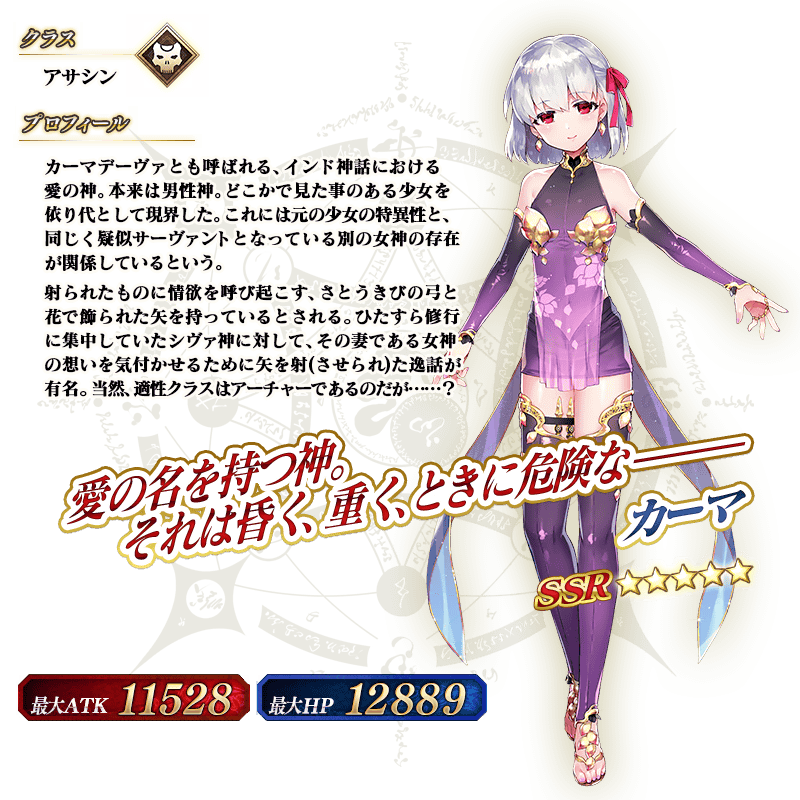 クラス
アサシン
プロフィール
カーマデーヴァとも呼ばれる、インド神話における
愛の神。本来は男性神。どこかで見た事のある少女を
依り代として現界した。これには元の少女の特異性と、
同じく疑似サーヴァントとなっている別の女神の存在
が関係しているという。
射られたものに情欲を呼び起こす、さとうきびの弓と
花で飾られた矢を持っているとされる。ひたすら修行
に集中していたシヴァ神に対して、その妻である女神
の想いを気付かせるために矢を射(させられ)た逸話が
有名。当然、適性クラスはアーチャーであるのだが……？
愛の名を持つ神。
それは昏く、重く、ときに危険な――
カーマ
SSR ☆☆☆☆☆
最大ATK 11528
最大HP 12889